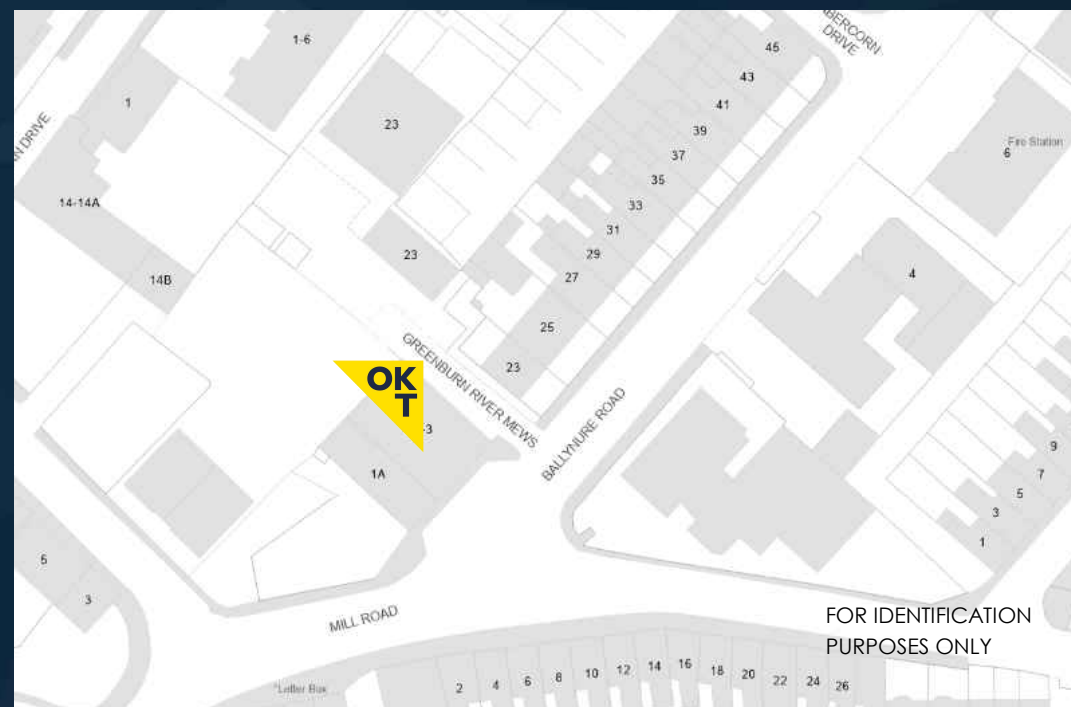 ABERCORN
DRIVE
45
1-6
43
1
41
23
39
Fire Station
6
37
35
14-14A
33
31
29
23
4
27
14B
25
GREENBURN RIVER MEWS
23
OK
T
-3
BALLYNURE ROAD
9
7
1A
5
3
1
5
3
MILL ROAD
FOR IDENTIFICATION
PURPOSES ONLY
Letter Box
2 4 6 8 10 12 14 16 18 20 22 24 26